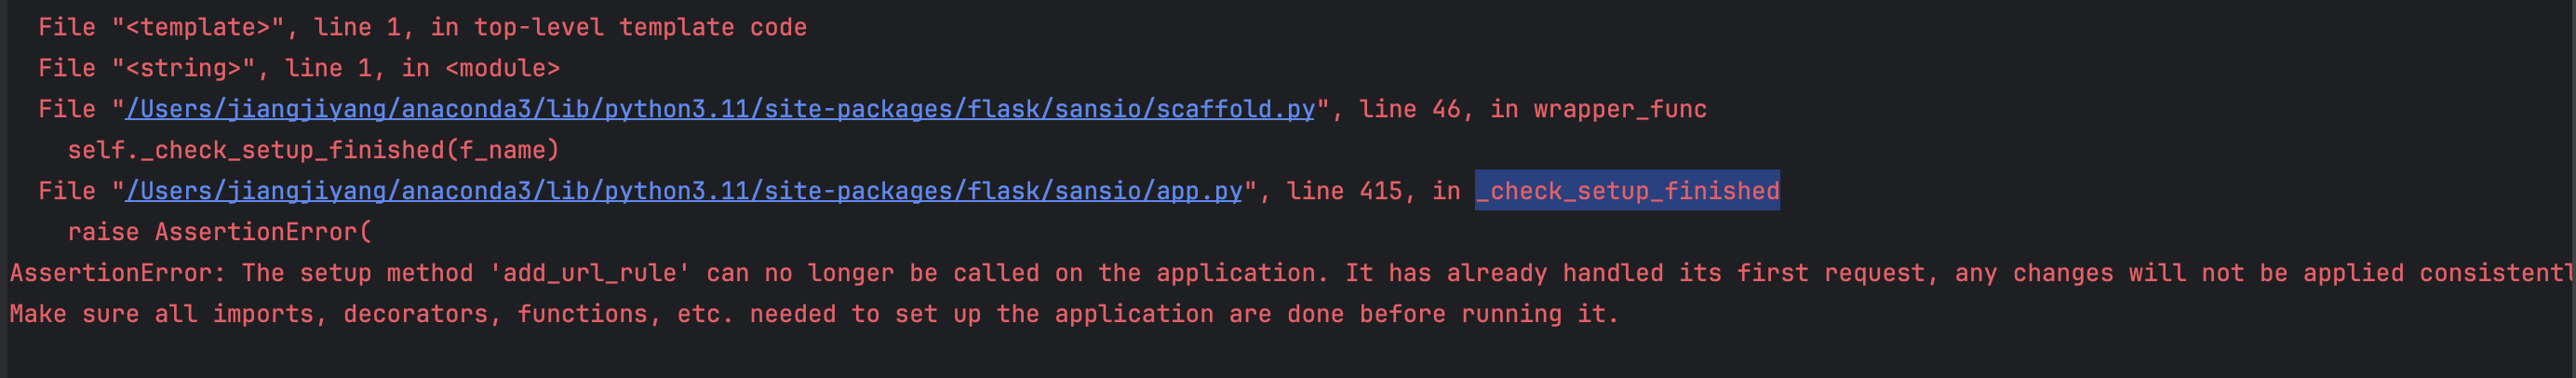 File "<template>", line 1, in top-level template code
File "<string>", line 1, in <module>
File "/Users/jiangjiyang/anaconda3/lib/python3.11/site-packages/flask/sansio/scaffold.py", line 46, in wrapper_func
self._check_setup_finished(f_name)
File "/Users/jiangjiyang/anaconda3/lib/python3.11/site-packages/flask/sansio/app.py", line 415, in _check_setup_finished
raise AssertionError(
AssertionError: The setup method 'add_url_rule' can no longer be called on the application. It has already handled its first request, any changes will not be applied consistentl
Make sure all imports, decorators, functions, etc. needed to set up the application are done before running it.